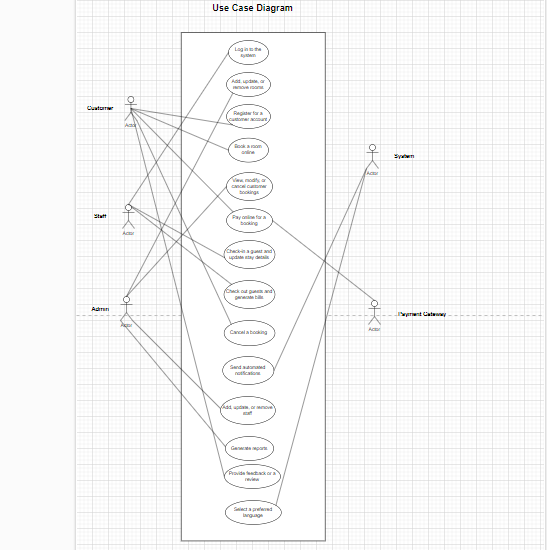 Use Case Diagram
Log in to the
system
Add, update, or
remove rooms
Customer
Actor
Register for a
customer account
Book a room
online
System
Actor
View, modify, or
cancel customer
bookings
Staff
Actor
Pay online for a
booking
Check-in a guest and
update stay details
Check out guests and
generate bills
Admin
Actor
Payment Gateway
Actor
Cancel a booking
Send automated
notifications
Add, update, or remove
staff
Generate reports
Provide feedback or a
review
Select a preferred
language